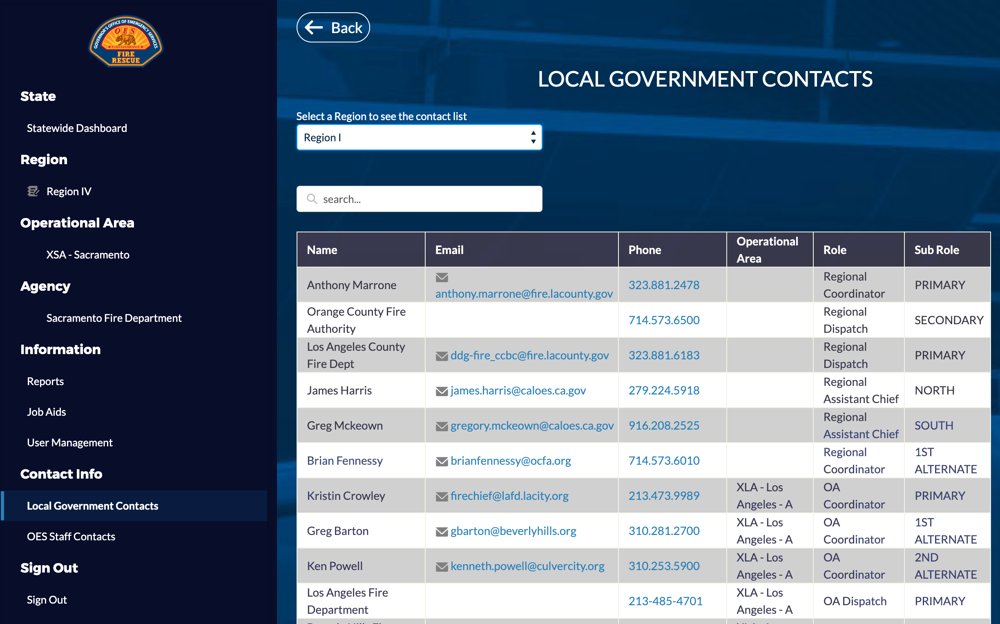 GOVERNOR'S OFFICE OF EMERGENCY SERVICES
OES
CALIFORNIA
FIRE
RESCUE
State
Statewide Dashboard
Region
Region IV
Operational Area
XSA - Sacramento
Agency
Sacramento Fire Department
Information
Reports
Job Aids
User Management
Contact Info
Local Government Contacts
OES Staff Contacts
Sign Out
Sign Out
Back
LOCAL GOVERNMENT CONTACTS
Select a Region to see the contact list
Region I
search...
Name Email Phone Operational Area Role Sub Role
Anthony Marrone anthony.marrone@fire.lacounty.gov 323.881.2478 Regional Coordinator PRIMARY
Orange County Fire Authority 714.573.6500 Regional Dispatch SECONDARY
Los Angeles County Fire Dept ddg-fire_ccbc@fire.lacounty.gov 323.881.6183 Regional Dispatch PRIMARY
James Harris james.harris@caloes.ca.gov 279.224.5918 Regional Assistant Chief NORTH
Greg Mckeown gregory.mckeown@caloes.ca.gov 916.208.2525 Regional Assistant Chief SOUTH
Brian Fennessy brianfennessy@ocfa.org 714.573.6010 Regional Coordinator 1ST ALTERNATE
Kristin Crowley firechief@lafd.lacity.org 213.473.9989 XLA - Los Angeles - A OA Coordinator PRIMARY
Greg Barton gbarton@beverlyhills.org 310.281.2700 XLA - Los Angeles - A OA Coordinator 1ST ALTERNATE
Ken Powell kenneth.powell@culvercity.org 310.253.5900 XLA - Los Angeles - A OA Coordinator 2ND ALTERNATE
Los Angeles Fire Department 213-485-4701 XLA - Los Angeles - A OA Dispatch PRIMARY